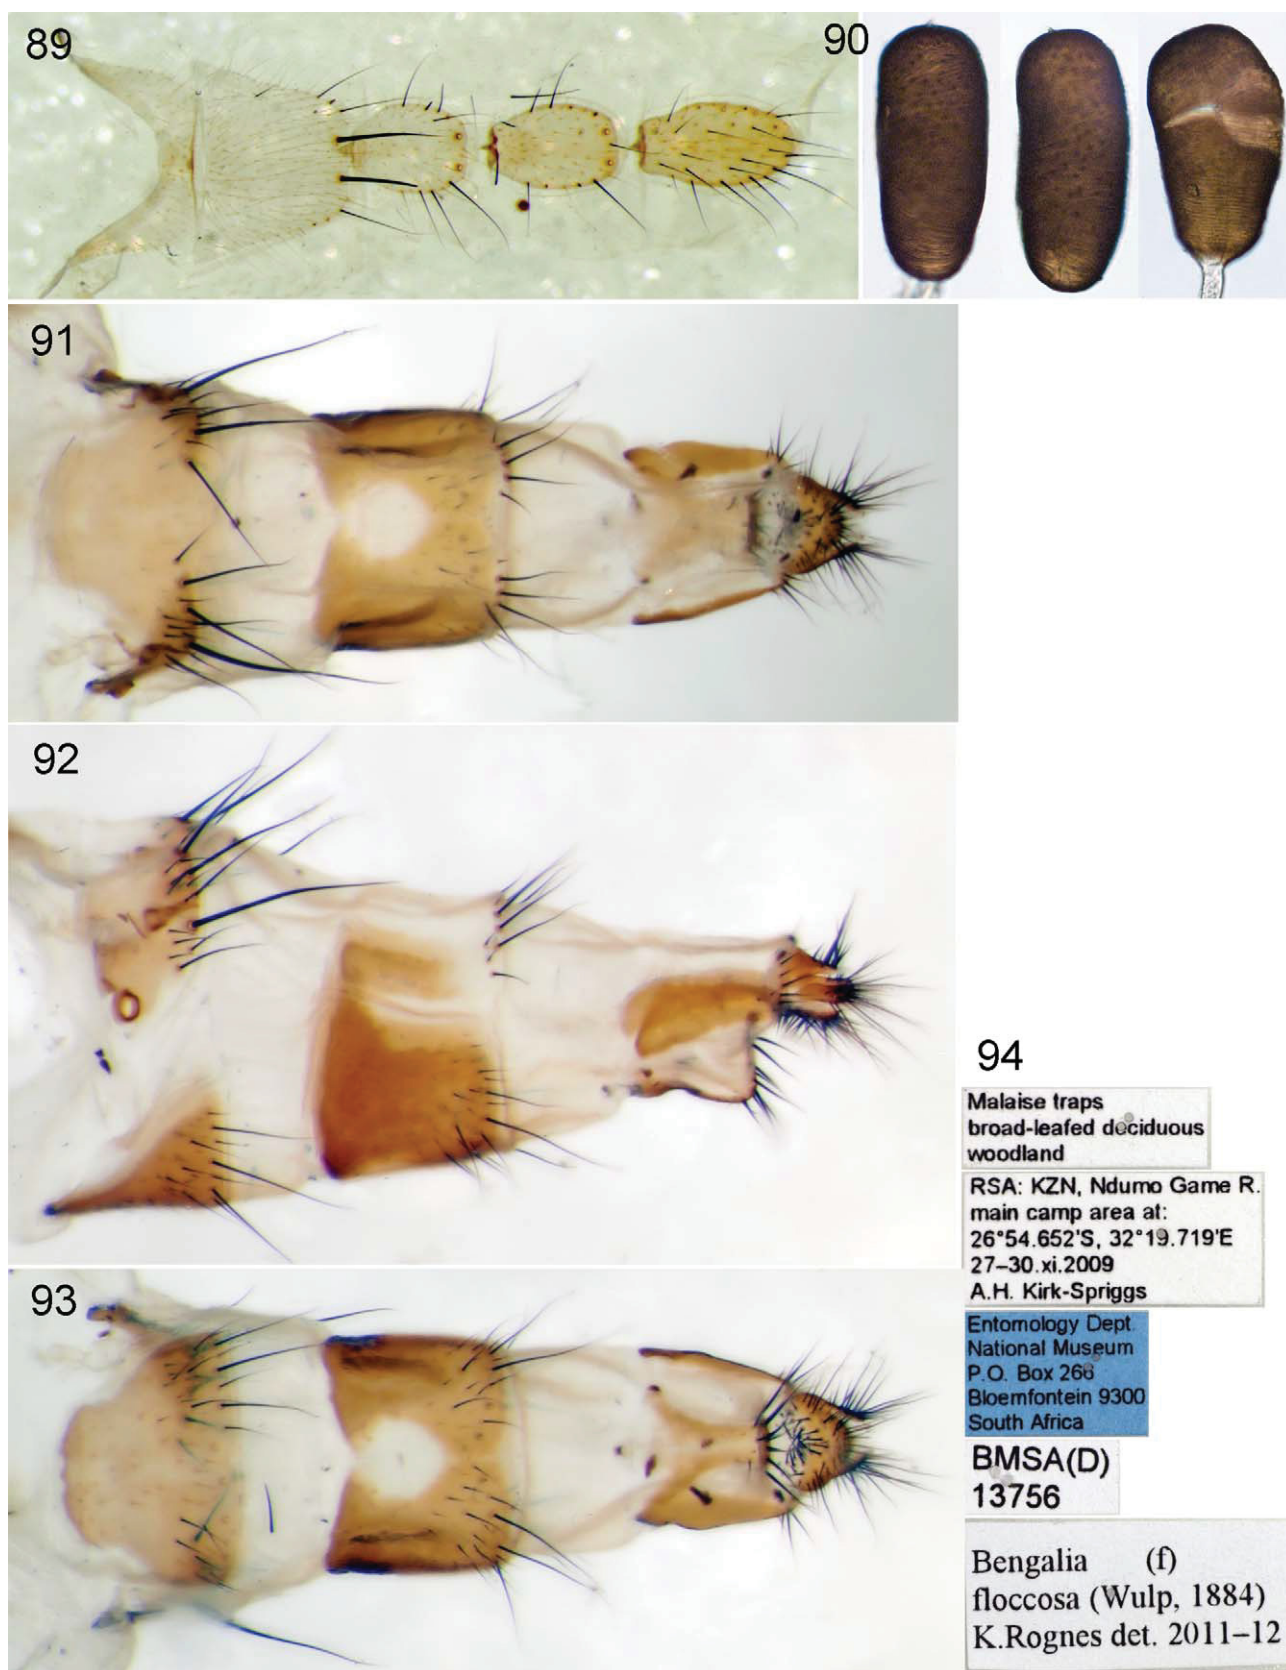 89
90
91
92
93
94
Malaise traps
broad-leafed deciduous
woodland
RSA: KZN, Ndumo Game R.
main camp area at:
26°54.652'S, 32°19.719'E
27–30.xi.2009
A.H. Kirk-Spriggs
Entomology Dept.
National Museum
P.O. Box 266
Bloemfontein 9300
South Africa
BMSA(D)
13756
Bengalia (f)
floccosa (Wulp, 1884)
K.Rognes det. 2011–12